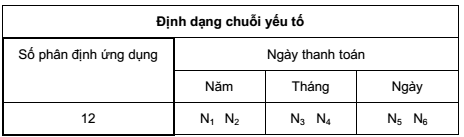 Định dạng chuỗi yếu tố
Số phân định ứng dụng Ngày thanh toán
Năm Tháng Ngày
12 N₁ N₂ N₃ N₄ N₅ N₆